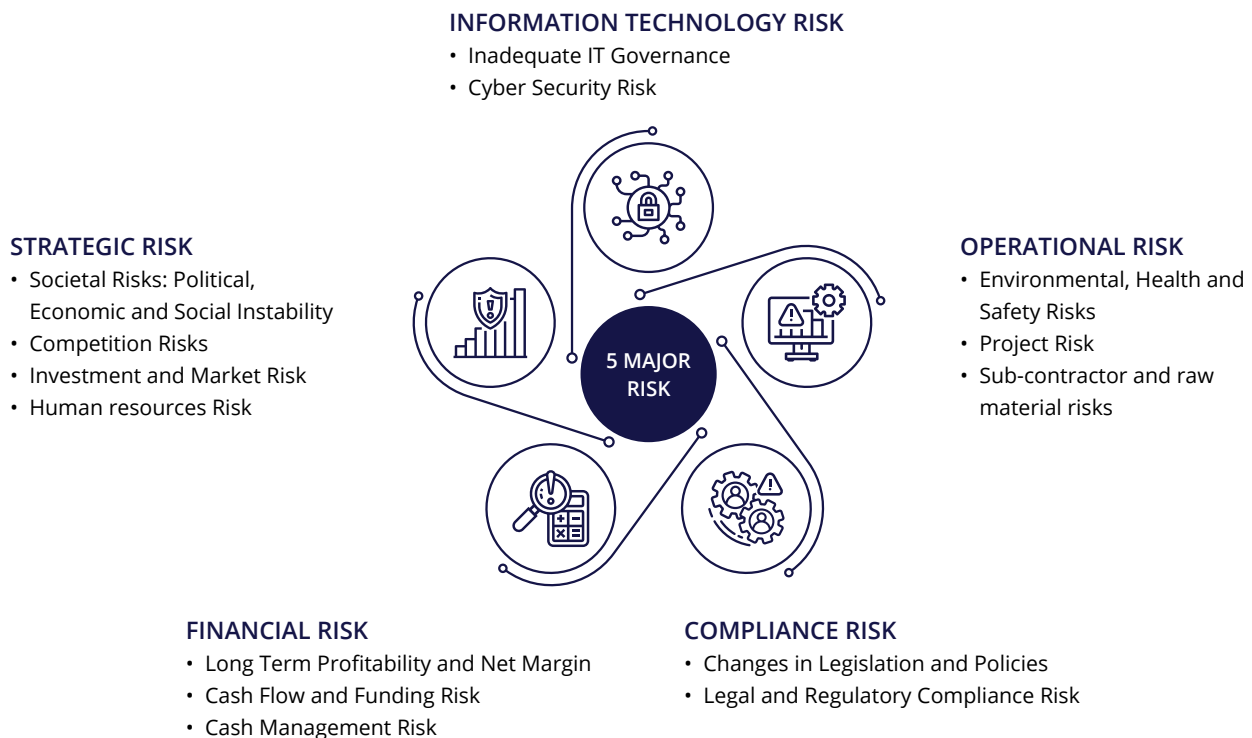 INFORMATION TECHNOLOGY RISK
• Inadequate IT Governance
• Cyber Security Risk
STRATEGIC RISK
• Societal Risks: Political,
Economic and Social Instability
• Competition Risks
• Investment and Market Risk
• Human resources Risk
5 MAJOR
RISK
OPERATIONAL RISK
• Environmental, Health and
Safety Risks
• Project Risk
• Sub-contractor and raw
material risks
FINANCIAL RISK
• Long Term Profitability and Net Margin
• Cash Flow and Funding Risk
• Cash Management Risk
COMPLIANCE RISK
• Changes in Legislation and Policies
• Legal and Regulatory Compliance Risk